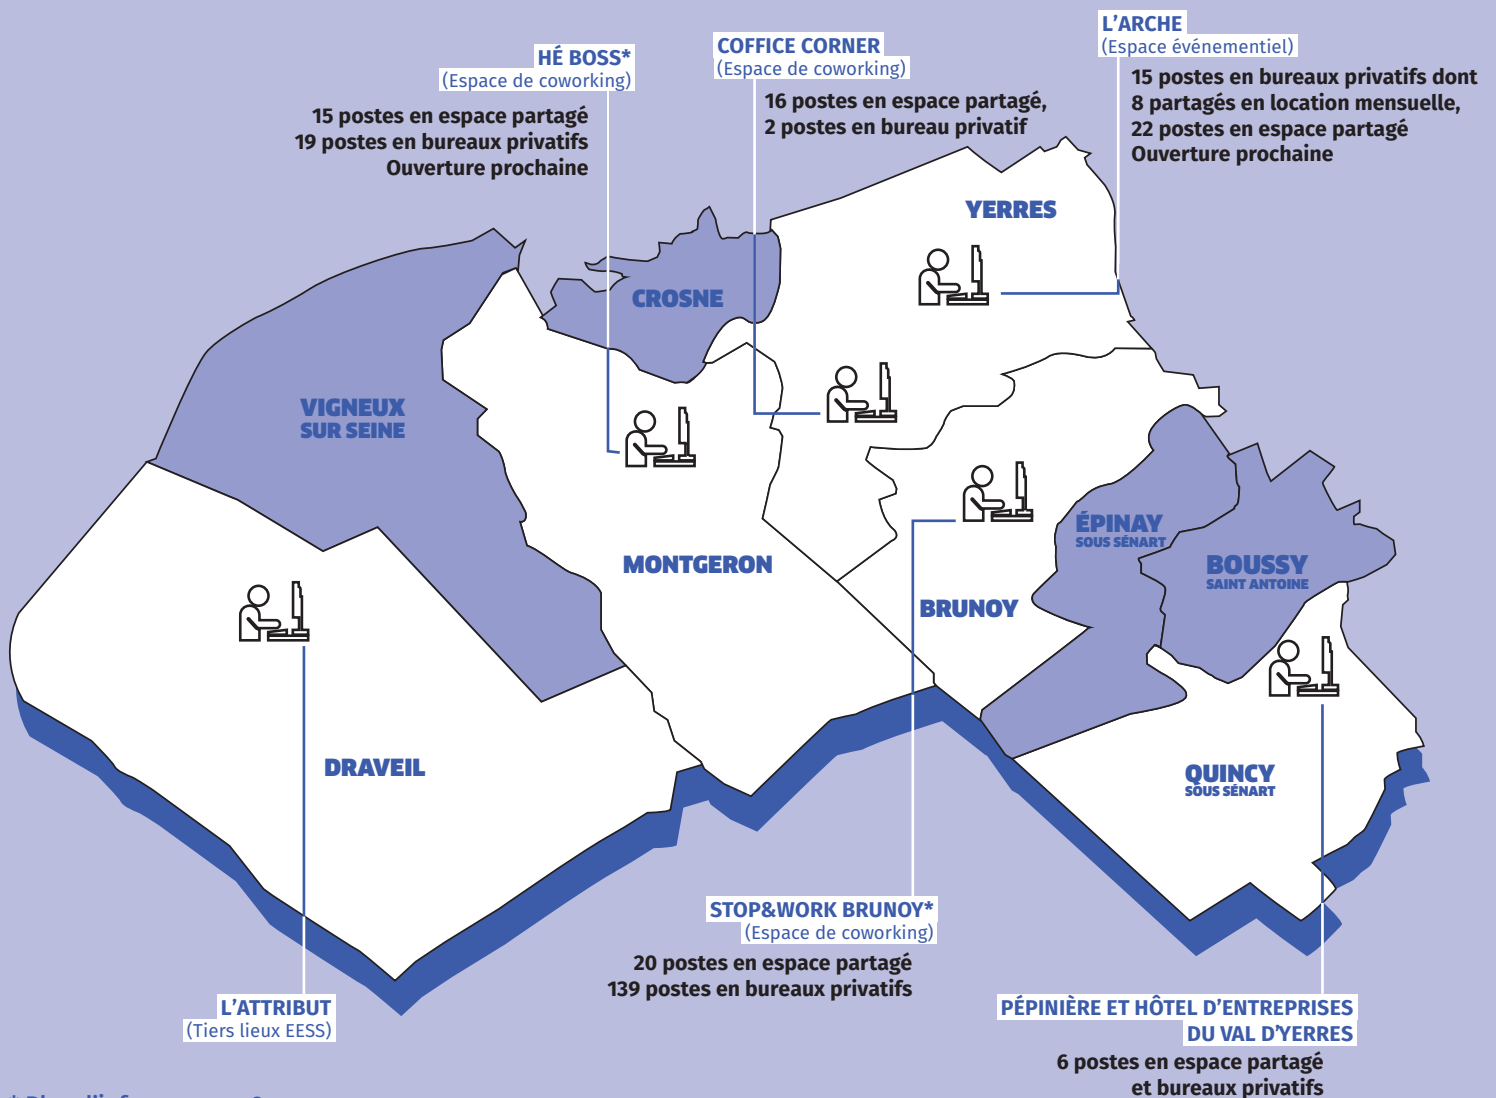 L'ARCHE
(Espace événementiel)
15 postes en bureaux privatifs dont
8 partagés en location mensuelle,
22 postes en espace partagé
Ouverture prochaine
COFFICE CORNER
(Espace de coworking)
16 postes en espace partagé,
2 postes en bureau privatif
HÉ BOSS*
(Espace de coworking)
15 postes en espace partagé
19 postes en bureaux privatifs
Ouverture prochaine
YERRES
CROSNE
VIGNEUX
SUR SEINE
MONTGERON
ÉPINAY
SOUS SÉNART
BOUSSY
SAINT ANTOINE
BRUNOY
DRAVEIL
QUINCY
SOUS SÉNART
STOP&WORK BRUNOY*
(Espace de coworking)
20 postes en espace partagé
139 postes en bureaux privatifs
L'ATTRIBUT
(Tiers lieux EESS)
PÉPINIÈRE ET HÔTEL D'ENTREPRISES
DU VAL D'YERRES
6 postes en espace partagé
et bureaux privatifs